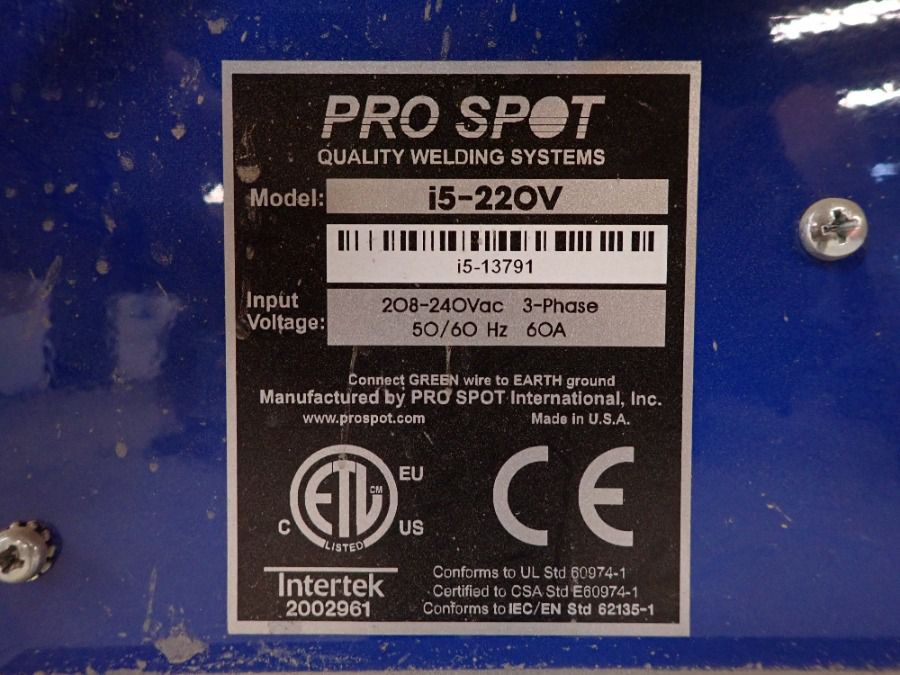 PRO SPOT
QUALITY WELDING SYSTEMS
Model: i5-220V
i5-13791
Input Voltage: 208-240Vac 3-Phase
50/60 Hz 60A
Connect GREEN wire to EARTH ground
Manufactured by PRO SPOT International, Inc.
www.prospot.com Made in U.S.A.
ETL CM
LISTED
C EU US
CE
Intertek
2002961
Conforms to UL Std 60974-1
Certified to CSA Std E60974-1
Conforms to IEC/EN Std 62135-1